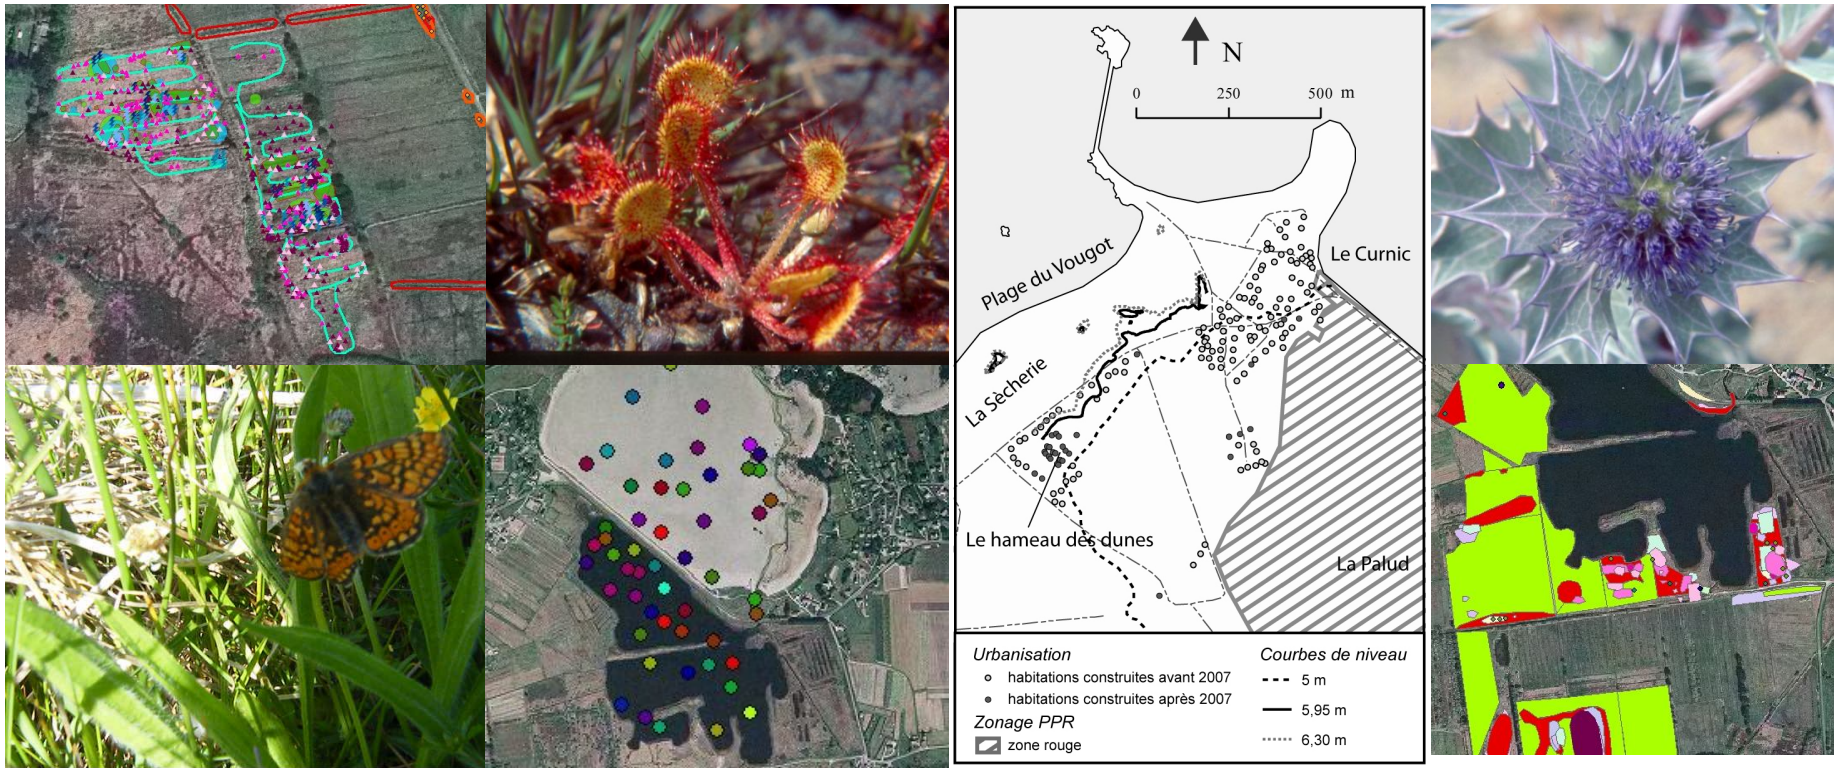 N
0 250 500 m
Le Curnic
Plage du Vougot
La Sècherie
Le hameau des dunes
La Palud
Urbanisation
habitations construites avant 2007
habitations construites après 2007
Zonage PPR
zone rouge
Courbes de niveau
5 m
5,95 m
6,30 m